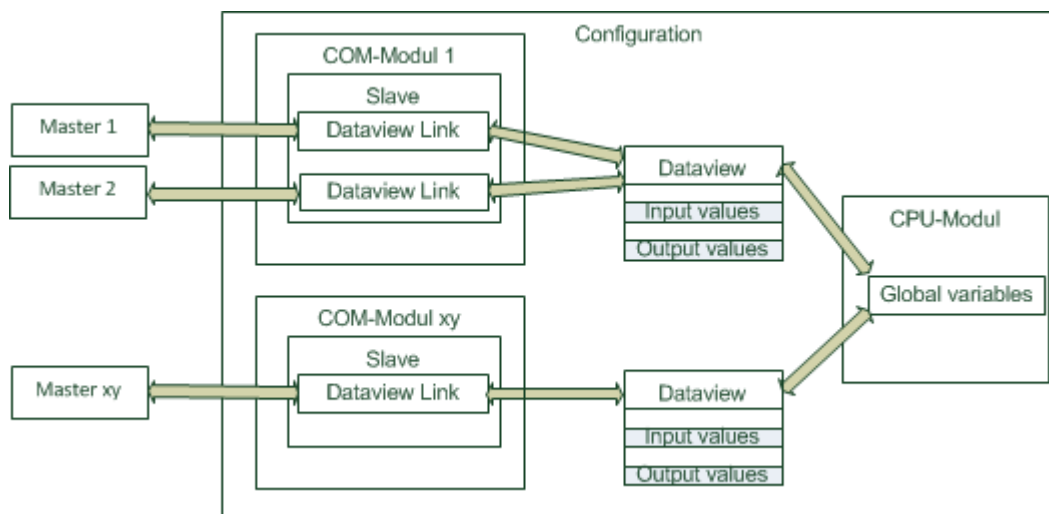 Configuration
COM-Modul 1
Slave
Master 1
Dataview Link
Master 2
Dataview Link
Dataview
Input values
Output values
CPU-Modul
Global variables
COM-Modul xy
Slave
Master xy
Dataview Link
Dataview
Input values
Output values